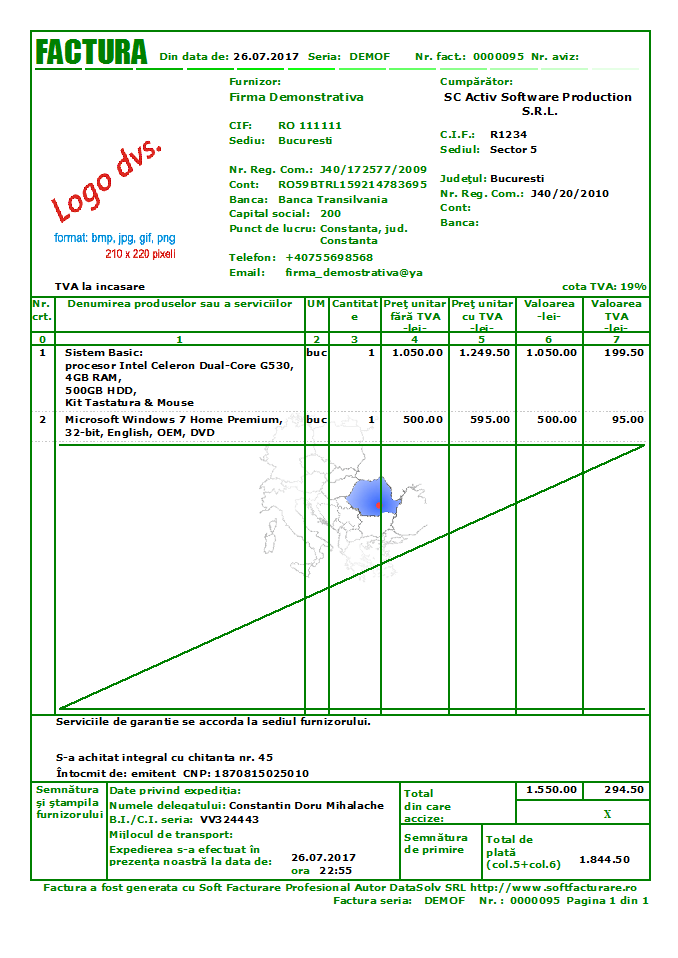 FACTURA Din data de: 26.07.2017 Seria: DEMOF Nr. fact.: 0000095 Nr. aviz:
Logo dvs.
format: bmp, jpg, gif, png
210 x 220 pixeli
Furnizor:
Firma Demonstrativa
CIF: RO 111111
Sediu: Bucuresti
Nr. Reg. Com.: J40/172577/2009
Cont: RO59BTRL159214783695
Banca: Banca Transilvania
Capital social: 200
Punct de lucru: Constanta, jud.
Constanta
Telefon: +40755698568
Email: firma_demostrativa@ya
Cumpărător:
SC Activ Software Production
S.R.L.
C.I.F.: R1234
Sediul: Sector 5
Judeţul: Bucuresti
Nr. Reg. Com.: J40/20/2010
Cont:
Banca:
TVA la incasare cota TVA: 19%
Nr. Denumirea produselor sau a serviciilor UM Cantitat Preţ unitar Preţ unitar Valoarea Valoarea
crt. e fără TVA cu TVA -lei- TVA
-lei- -lei- -lei-
0 1 2 3 4 5 6 7
1 Sistem Basic: buc 1 1.050.00 1.249.50 1.050.00 199.50
procesor Intel Celeron Dual-Core G530,
4GB RAM,
500GB HDD,
Kit Tastatura & Mouse
2 Microsoft Windows 7 Home Premium, buc 1 500.00 595.00 500.00 95.00
32-bit, English, OEM, DVD
Serviciile de garantie se accorda la sediul furnizorului.
S-a achitat integral cu chitanta nr. 45
Întocmit de: emitent CNP: 1870815025010
Semnătura
şi ştampila
furnizorului
Date privind expediţia:
Numele delegatului: Constantin Doru Mihalache
B.I./C.I. seria: VV324443
Mijlocul de transport:
Expedierea s-a efectuat în
prezenţa noastră la data de: 26.07.2017
ora 22:55
Total
din care
accize:
1.550.00 294.50
X
Semnătura
de primire
Total de
plată
(col.5+col.6) 1.844.50
Factura a fost generata cu Soft Facturare Profesional Autor DataSolv SRL http://www.softfacturare.ro
Factura seria: DEMOF Nr. : 0000095 Pagina 1 din 1